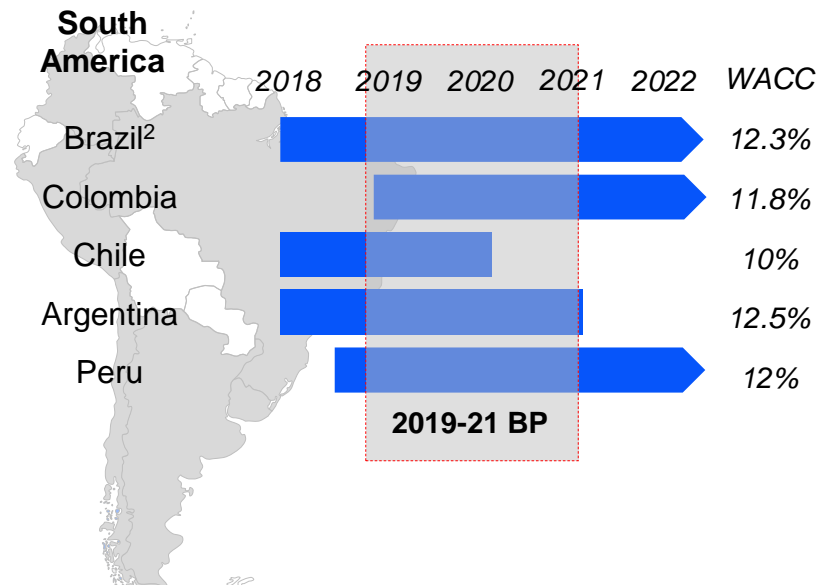 South
America
2018 2019 2020 2021 2022 WACC
Brazil² 12.3%
Colombia 11.8%
Chile 10%
Argentina 12.5%
Peru 12%
2019-21 BP